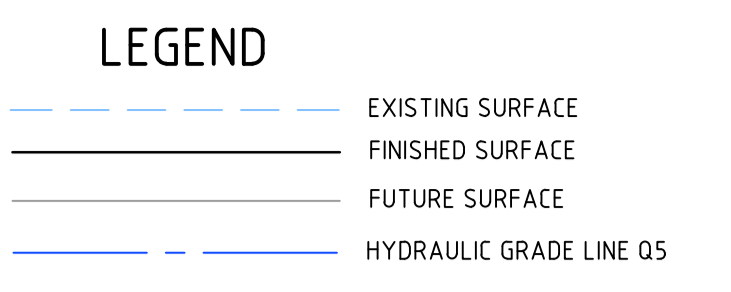 LEGEND
EXISTING SURFACE
FINISHED SURFACE
FUTURE SURFACE
HYDRAULIC GRADE LINE Q5